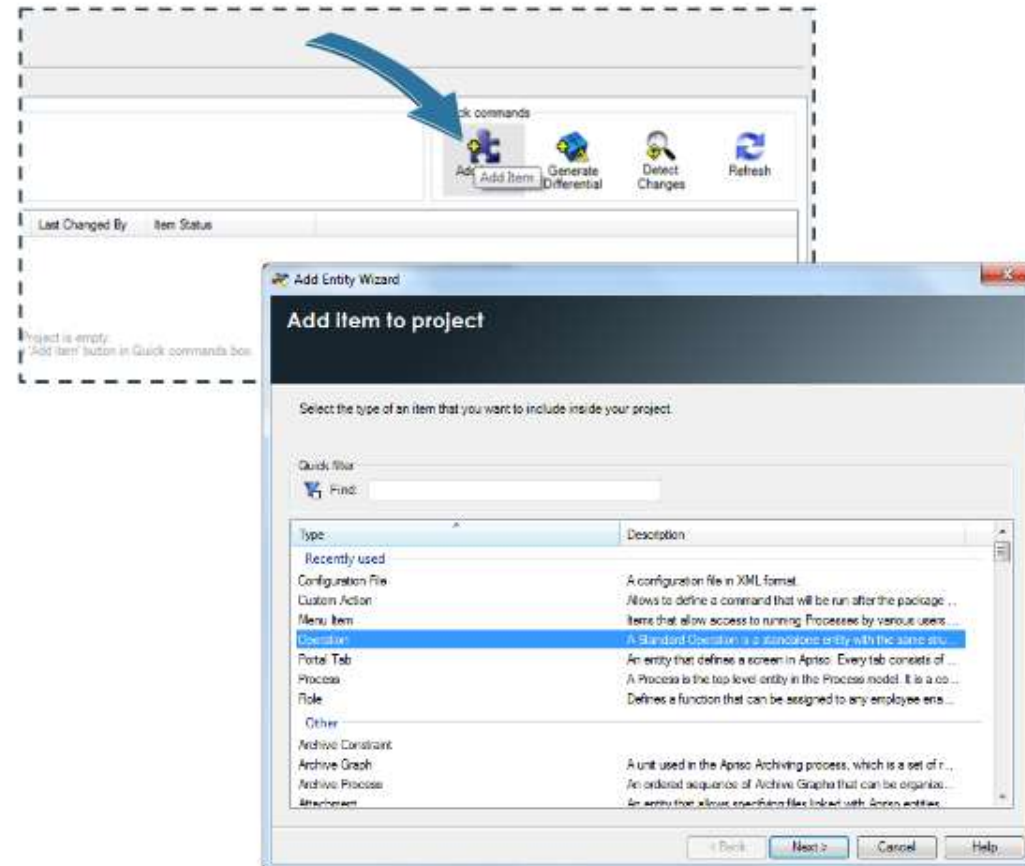 ck commands
Add
Add Item
Generate
Differential
Detect
Changes
Refresh
Last Changed By Item Status
Project is empty.
'Add item' button in Quick commands box.
Add Entity Wizard
Add item to project
Select the type of an item that you want to include inside your project.
Quick filter
Find:
Type Description
Recently used
Configuration File A configuration file in XML format.
Custom Action Allows to define a command that will be run after the package ...
Menu Item Items that allow access to running Processes by various users ...
Operation A Standard Operation is a standalone entity with the same stru...
Portal Tab An entity that defines a screen in Apriso. Every tab consists of ...
Process A Process is the top level entity in the Process model. It is a co...
Role Defines a function that can be assigned to any employee ena...
Other
Archive Constraint
Archive Graph A unit used in the Apriso Archiving process, which is a set of r...
Archive Process An ordered sequence of Archive Graphs that can be organize...
Attachment An entity that allows specifying files linked with Apriso entities
< Back Next > Cancel Help